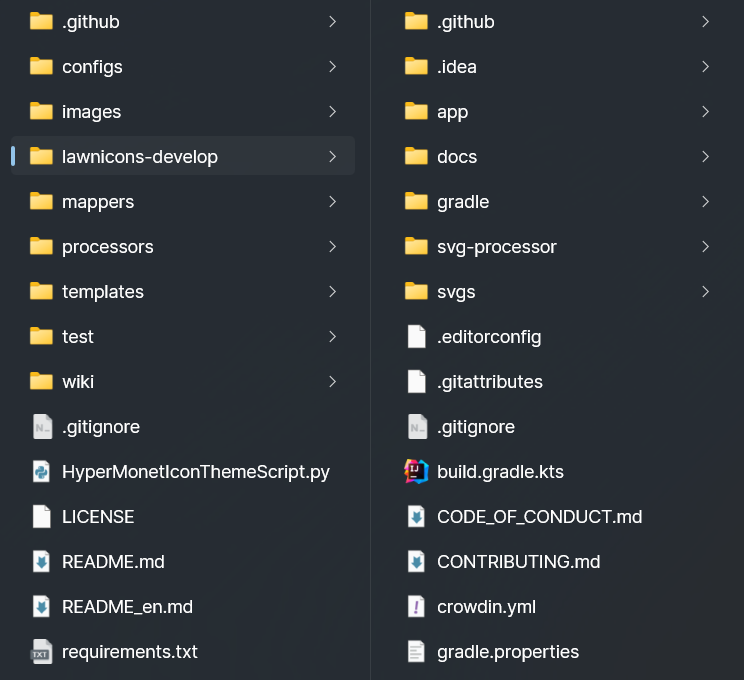 .github
configs
images
lawnicons-develop
mappers
processors
templates
test
wiki
.gitignore
HyperMonetIconThemeScript.py
LICENSE
README.md
README_en.md
requirements.txt
.github
.idea
app
docs
gradle
svg-processor
svgs
.editorconfig
.gitattributes
.gitignore
build.gradle.kts
CODE_OF_CONDUCT.md
CONTRIBUTING.md
crowdin.yml
gradle.properties